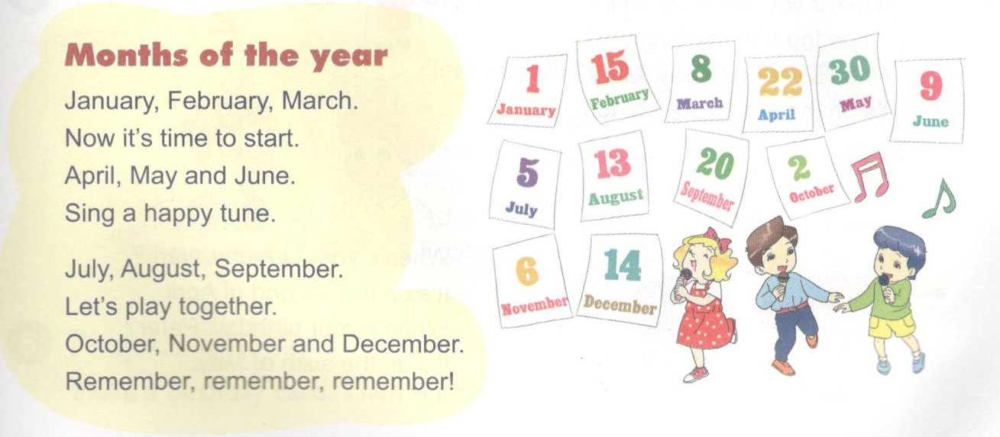 Months of the year
January, February, March.
Now it's time to start.
April, May and June.
Sing a happy tune.
July, August, September.
Let's play together.
October, November and December.
Remember, remember, remember!
1
January
15
February
8
March
22
April
30
May
9
June
5
July
13
August
20
September
2
October
6
November
14
December